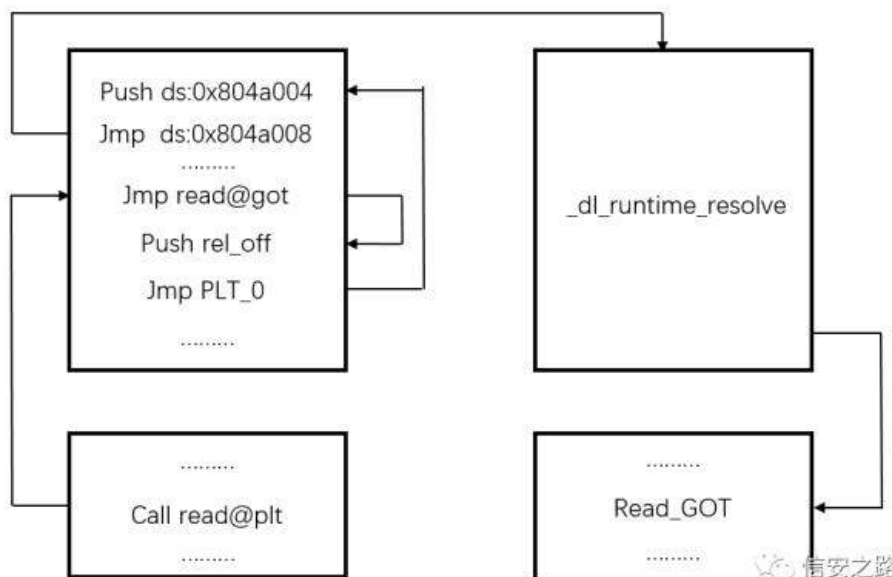 Push ds:0x804a004
Jmp ds:0x804a008
.........
Jmp read@got
Push rel_off
Jmp PLT_0
.........
_dl_runtime_resolve
.........
Call read@plt
.........
.........
Read_GOT
.........
信安之路